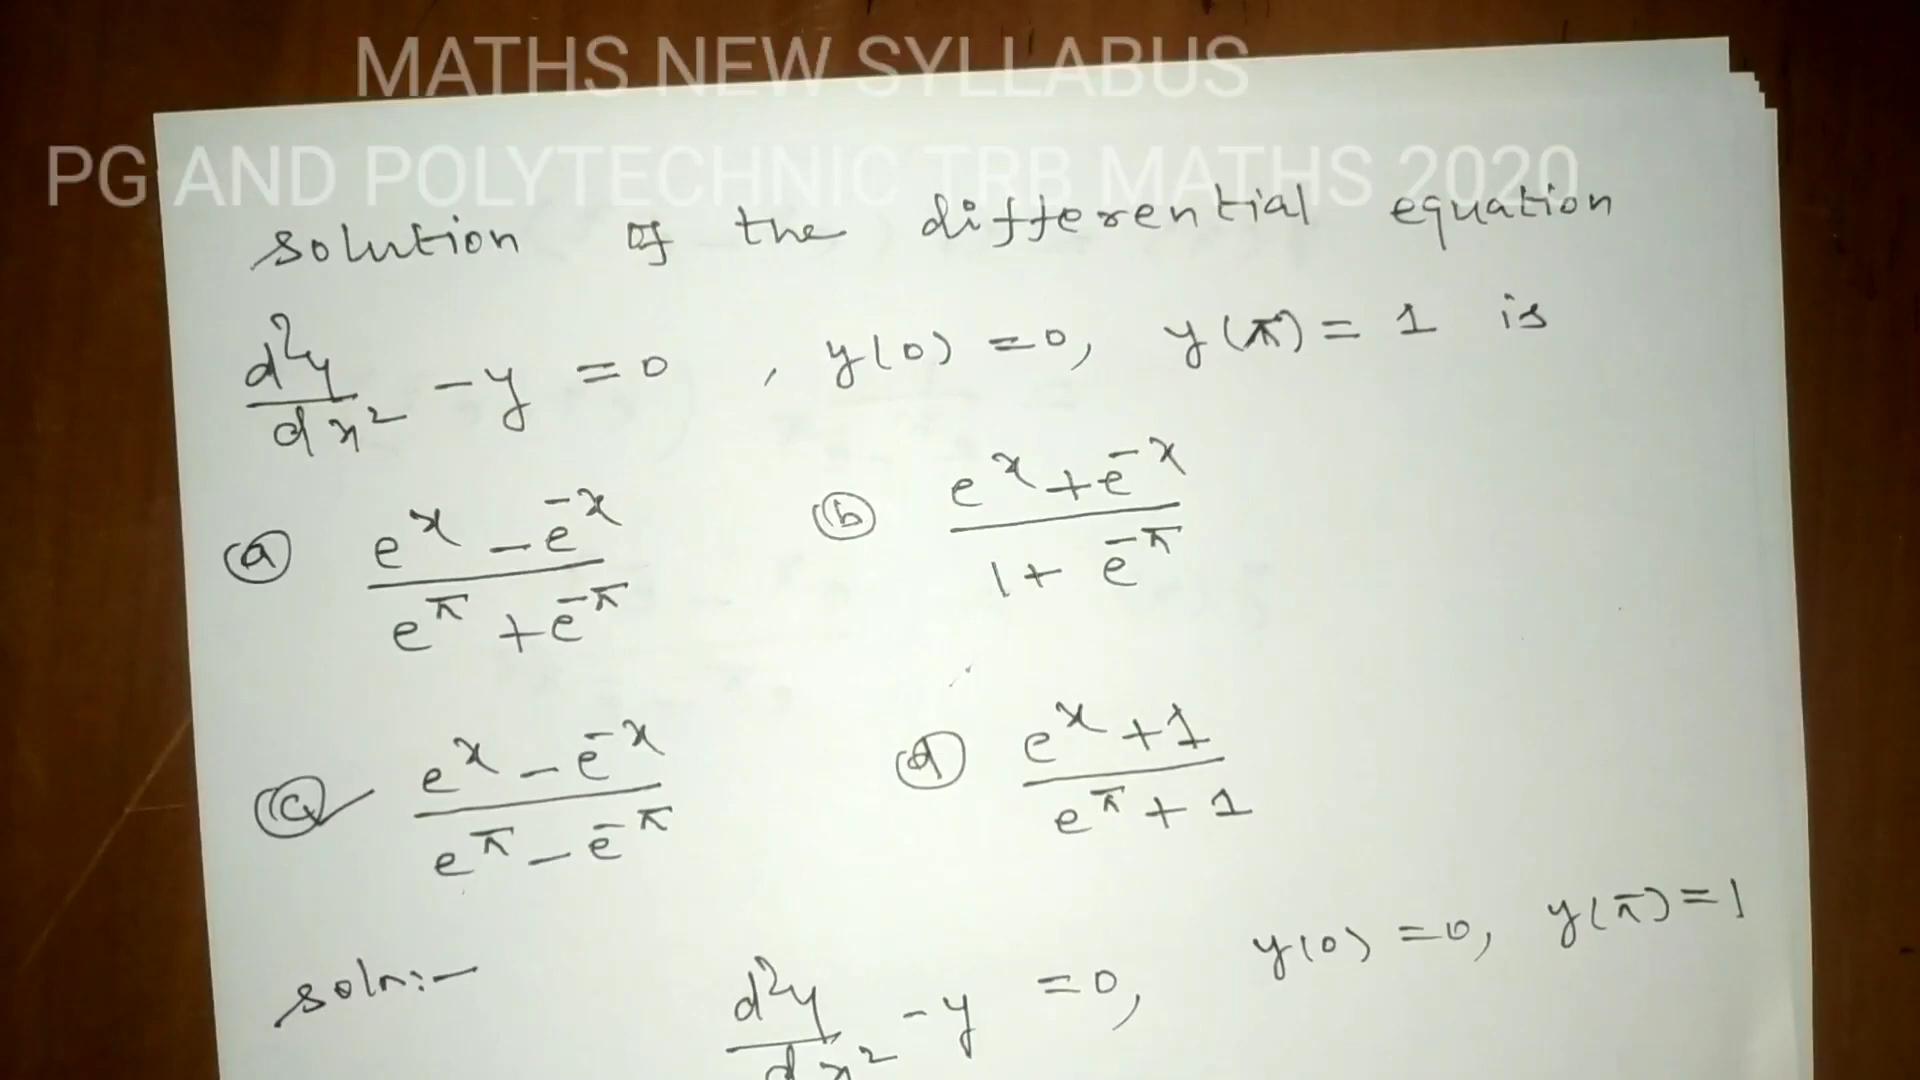 MATHS NEW SYLLABUS
PG AND POLYTECHNIC TRB MATHS 2020
solution of the differential equation
d²y/dx² - y = 0 , y(0) = 0, y(π) = 1 is
(a) (e^x - e^-x)/(e^π + e^-π) (b) (e^x + e^-x)/(1 + e^-π)
(c) (e^x - e^-x)/(e^π - e^-π) (d) (e^x + 1)/(e^π + 1)
soln:- d²y/dx² - y = 0, y(0) = 0, y(π) = 1